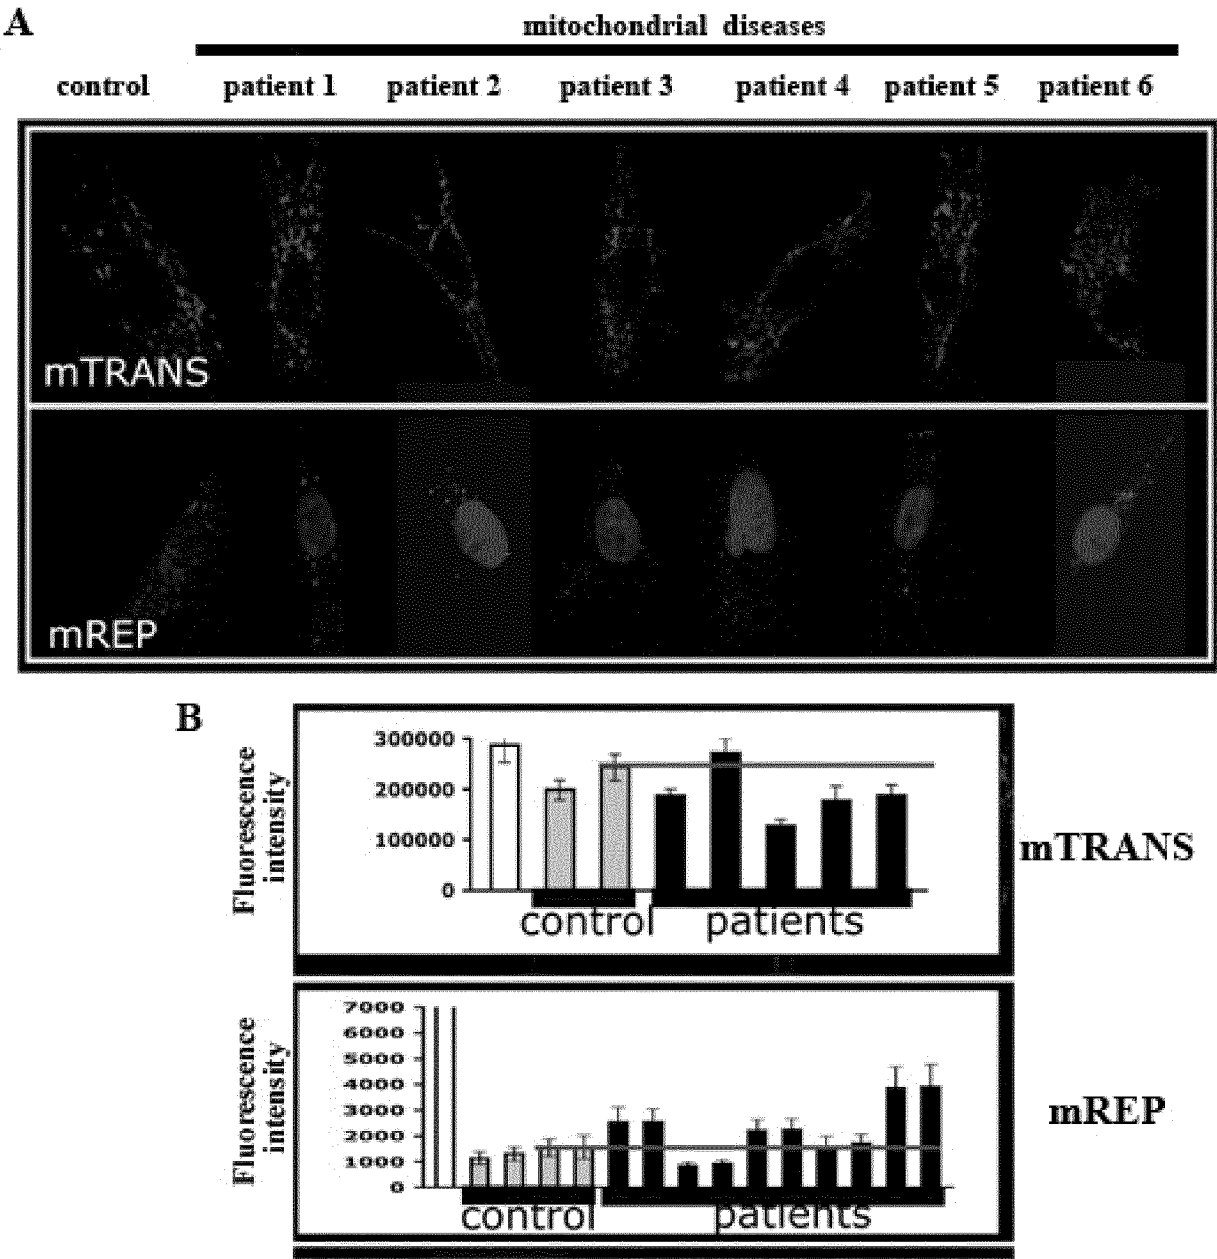 A
mitochondrial diseases
control patient 1 patient 2 patient 3 patient 4 patient 5 patient 6
mTRANS
mREP
B
Fluorescence
intensity
300000
200000
100000
0
control patients
mTRANS
Fluorescence
intensity
7000
6000
5000
4000
3000
2000
1000
0
control patients
mREP